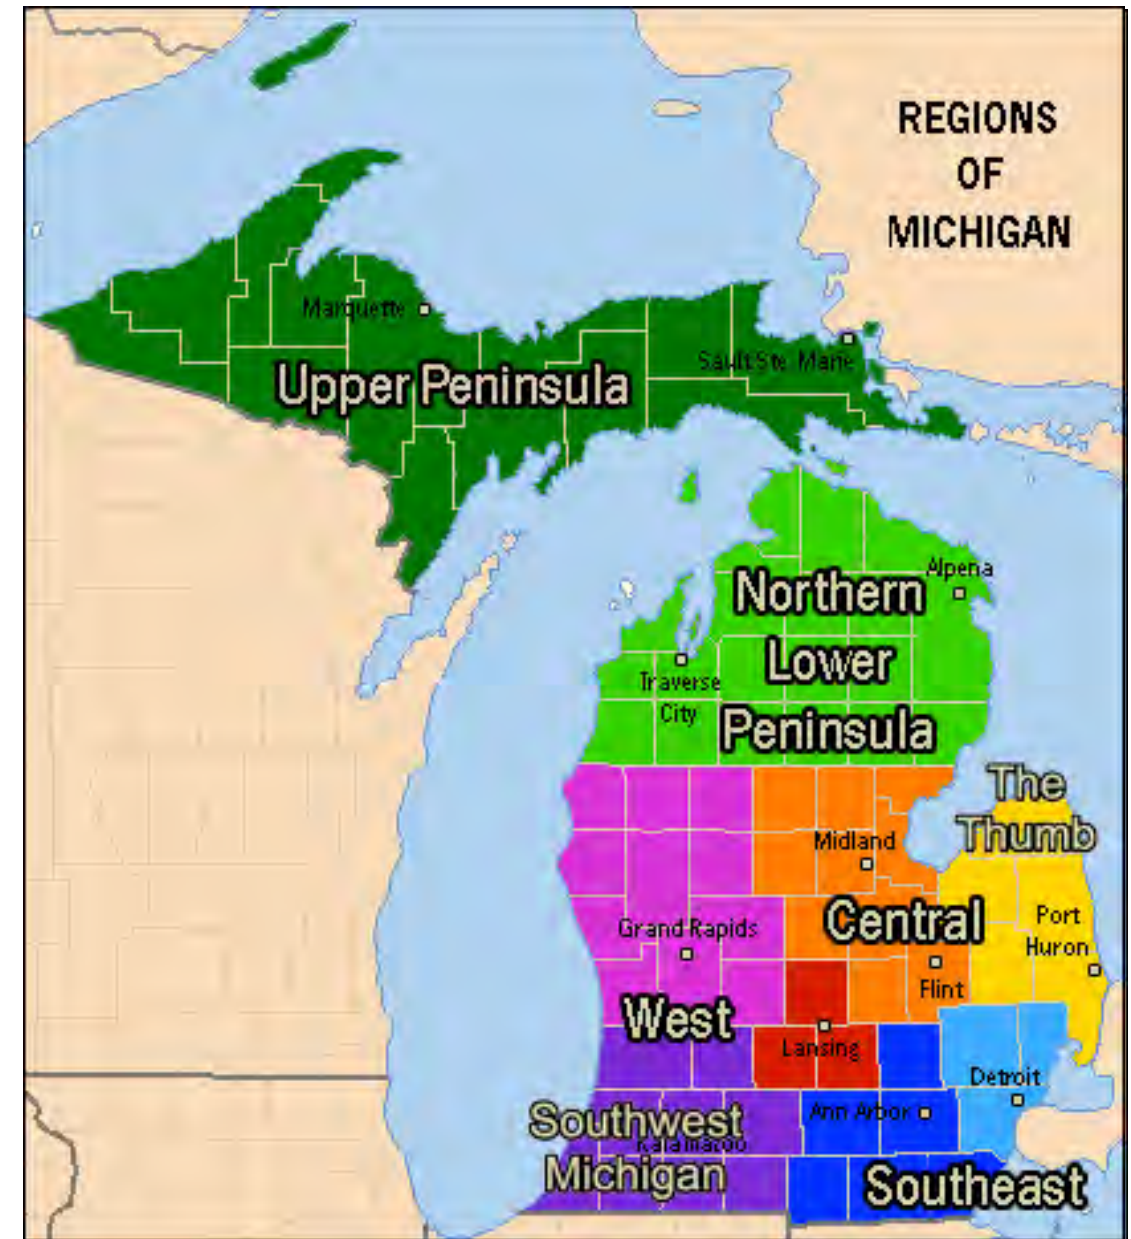 REGIONS
OF
MICHIGAN
Marquette
Sault Ste. Marie
Upper Peninsula
Alpena
Northern
Lower
Traverse
City
Peninsula
The
Thumb
Midland
Central
Port
Huron
Grand Rapids
Flint
West
Lansing
Detroit
Ann Arbor
Southwest
Kalamazoo
Michigan
Southeast